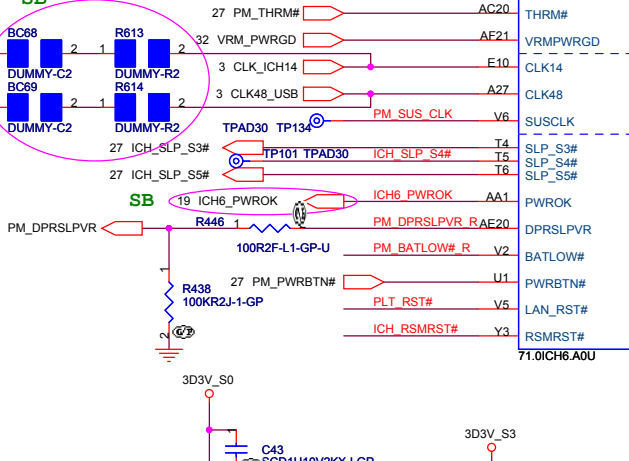 SB
27 PM_THRM#
AC20
THRM#
BC68
R613
32 VRM_PWRGD
AF21
VRMPWRGD
2 1 2
DUMMY-C2
DUMMY-R2
3 CLK_ICH14
E10
CLK14
BC69
R614
3 CLK48_USB
A27
CLK48
2 1 2
DUMMY-C2
DUMMY-R2
PM_SUS_CLK
V6
SUSCLK
TPAD30 TP134
27 ICH_SLP_S3#
T4
SLP_S3#
TP101 TPAD30
ICH_SLP_S4#
T5
SLP_S4#
27 ICH_SLP_S5#
T6
SLP_S5#
SB
19 ICH6_PWROK
ICH6_PWROK
AA1
PWROK
PM_DPRSLPVR
R446
1
PM_DPRSLPVR_R
AE20
DPRSLPVR
100R2F-L1-GP-U
PM_BATLOW#_R
V2
BATLOW#
1
R438
100KR2J-1-GP
2
27 PM_PWRBTN#
U1
PWRBTN#
PLT_RST#
V5
LAN_RST#
ICH_RSMRST#
Y3
RSMRST#
71.0ICH6.A0U
3D3V_S0
3D3V_S3
1
C43